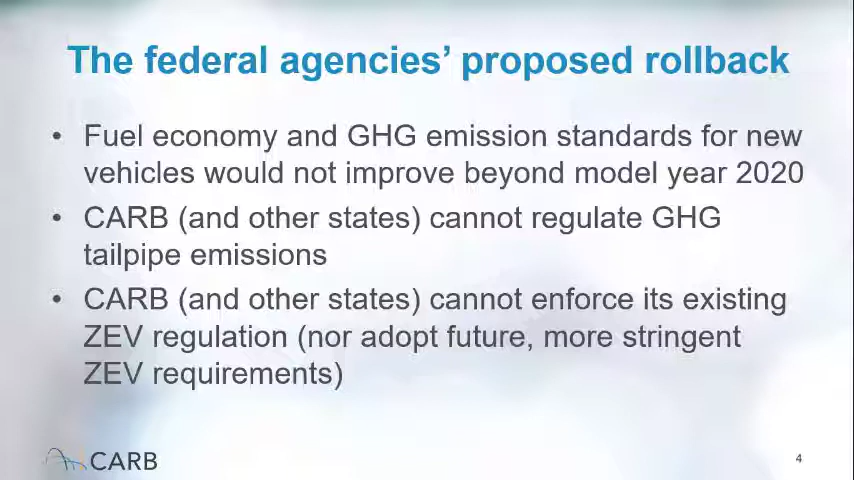 The federal agencies’ proposed rollback
• Fuel economy and GHG emission standards for new
vehicles would not improve beyond model year 2020
• CARB (and other states) cannot regulate GHG
tailpipe emissions
• CARB (and other states) cannot enforce its existing
ZEV regulation (nor adopt future, more stringent
ZEV requirements)
CARB
4